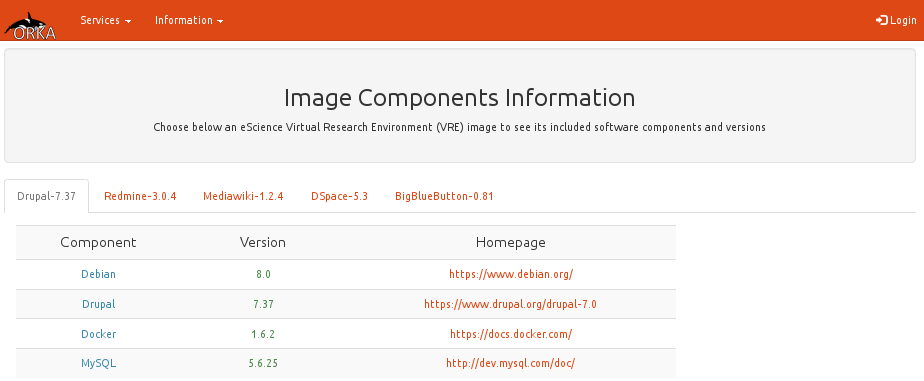 ORKA Services Information Login
Image Components Information
Choose below an eScience Virtual Research Environment (VRE) image to see its included software components and versions
Drupal-7.37 Redmine-3.0.4 Mediawiki-1.2.4 DSpace-5.3 BigBlueButton-0.81
Component Version Homepage
Debian 8.0 https://www.debian.org/
Drupal 7.37 https://www.drupal.org/drupal-7.0
Docker 1.6.2 https://docs.docker.com/
MySQL 5.6.25 http://dev.mysql.com/doc/